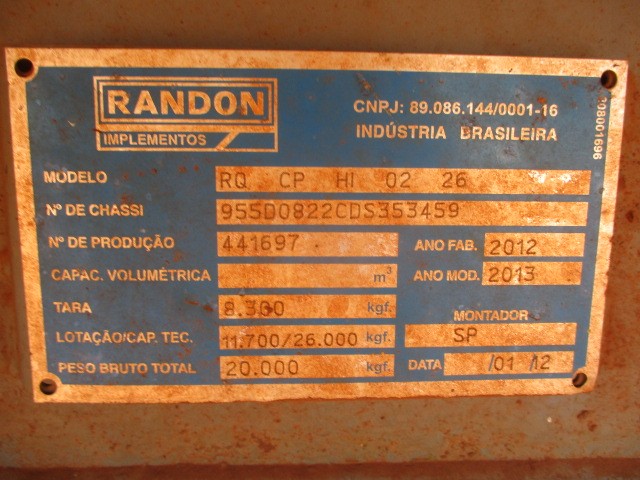 RANDON
IMPLEMENTOS
CNPJ: 89.086.144/0001-16
INDÚSTRIA BRASILEIRA
MODELO RQ CP HI 02 26
Nº DE CHASSI 955D0822CDS353459
Nº DE PRODUÇÃO 441697 ANO FAB. 2012
CAPAC. VOLUMÉTRICA m³ ANO MOD. 2013
TARA 8.300 kgf. MONTADOR
LOTAÇÃO/CAP. TEC. 11.700/26.000 kgf. SP
PESO BRUTO TOTAL 20.000 kgf. DATA /01 /12